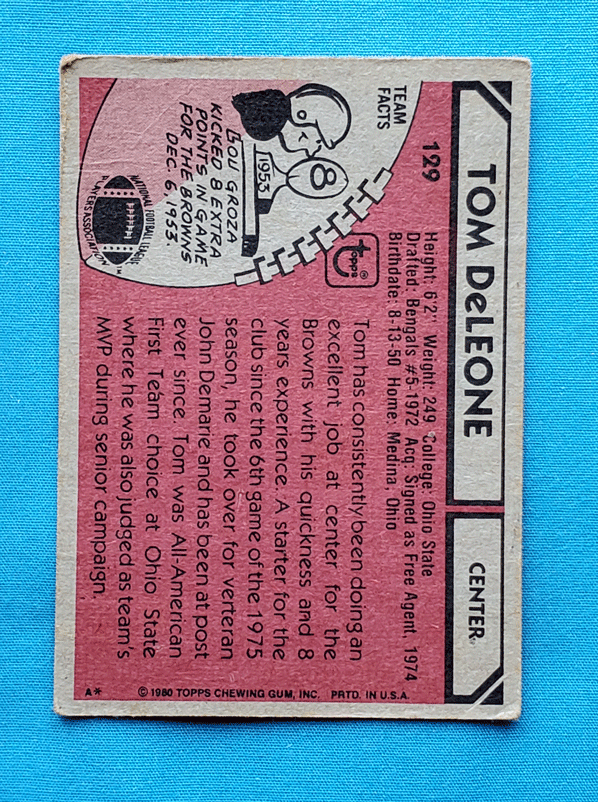 TOM DeLEONE
CENTER
129
Height: 6'2" Weight: 249 College: Ohio State
Drafted: Bengals #5-1972 Acq: Signed as Free Agent, 1974
Birthdate: 8-13-50 Home: Medina, Ohio
TEAM
FACTS
8
1953
LOU GROZA
KICKED 8 EXTRA
POINTS IN GAME
FOR THE BROWNS
DEC. 6, 1953.
topps®
NATIONAL FOOTBALL LEAGUE
PLAYERS ASSOCIATION™
Tom has consistently been doing an
excellent job at center for the
Browns with his quickness and 8
years experience. A starter for the
club since the 6th game of the 1975
season, he took over for verteran
John Demarie and has been at post
ever since. Tom was All-American
First Team choice at Ohio State
where he was also judged as team's
MVP during senior campaign.
A* © 1980 TOPPS CHEWING GUM, INC. PRTD. IN U.S.A.